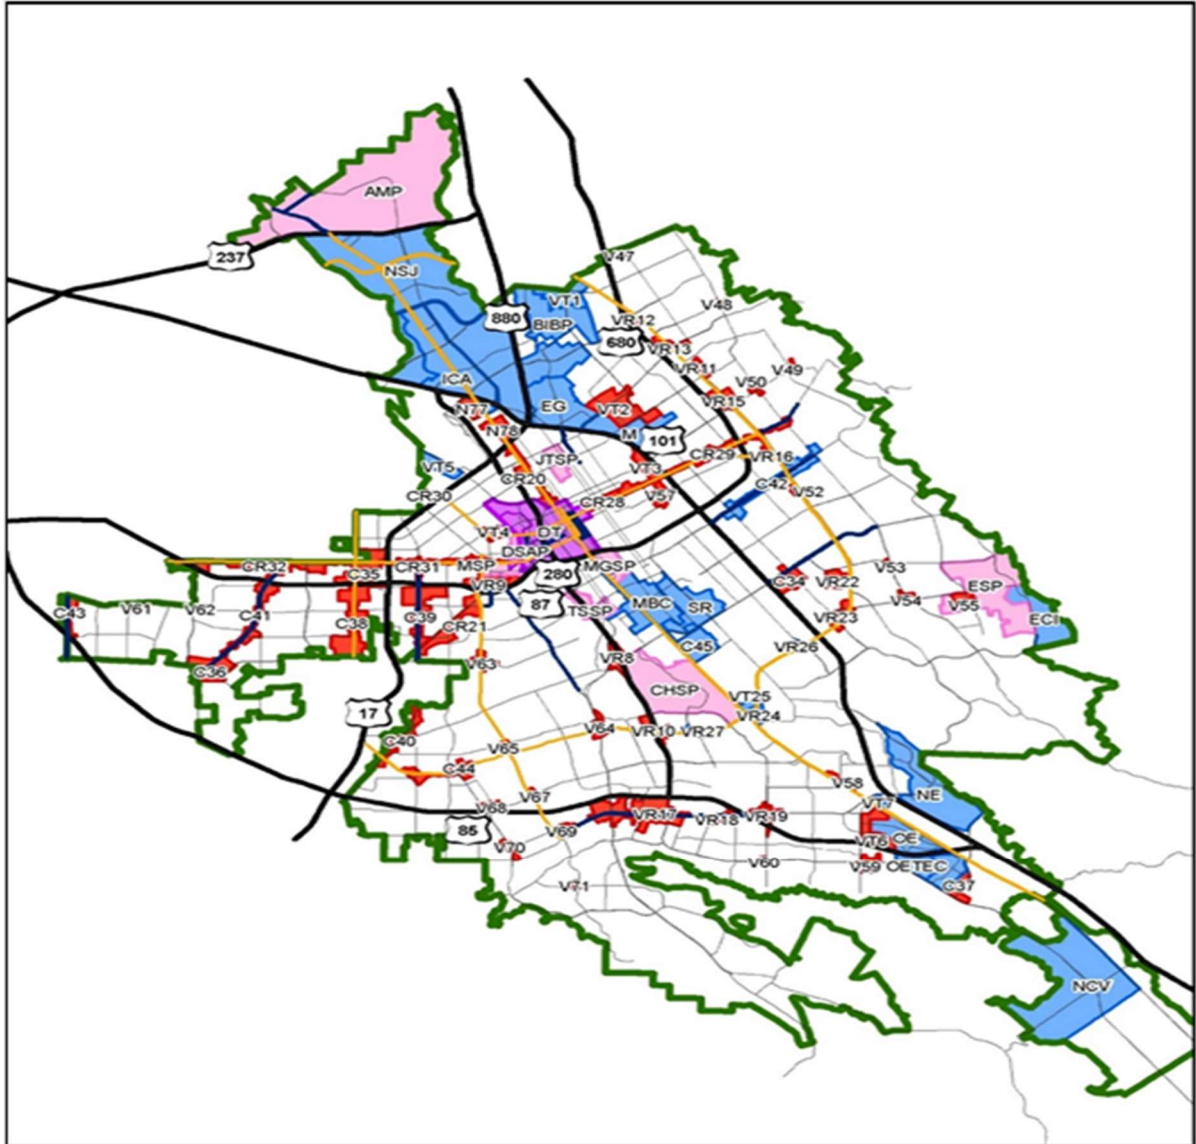 AMP
237
NSJ
V47
VT1
V48
880
BIBP
VR12
680
VR13
VR11
V49
ICA
V50
VR15
N77
EG
VT2
N78
M
101
JTSP
CR29
VR16
VT5
VT3
CR20
C42
V52
CR30
V57
CR28
VT4
DT
DSAP
CR32
CR31
MSP
MGSP
V53
C35
280
C34
VR22
ESP
VR9
87
TSSP
MBC
SR
V54
V55
C43
V61
V62
C41
C39
VR23
ECI
C38
CR21
C45
VR26
C36
V63
VR8
CHSP
VT25
17
VR24
V64
VR10
VR27
C40
V65
C44
V58
V67
NE
V68
VT7
VR17
VR18
VR19
85
V69
VT6
OE
V70
V60
V59
OETEC
V71
C37
NCV